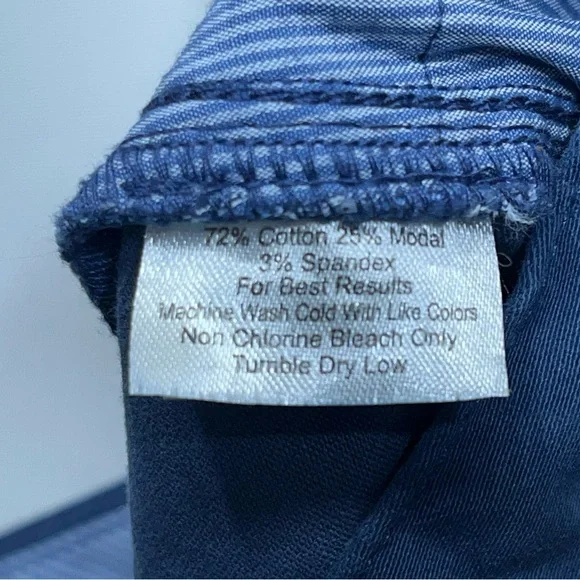 72% Cotton 25% Modal
3% Spandex
For Best Results
Machine Wash Cold With Like Colors
Non Chlorine Bleach Only
Tumble Dry Low